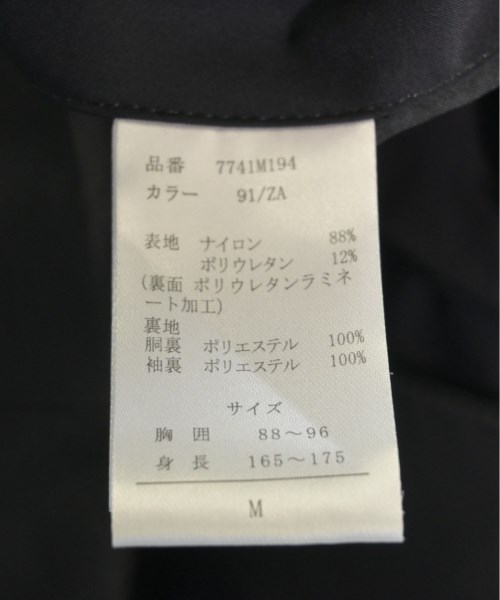 品番 7741M194
カラー 91/ZA
表地 ナイロン 88%
ポリウレタン 12%
(裏面 ポリウレタンラミネ
ート加工)
裏地
胴裏 ポリエステル 100%
袖裏 ポリエステル 100%
サイズ
胸囲 88～96
身長 165～175
M